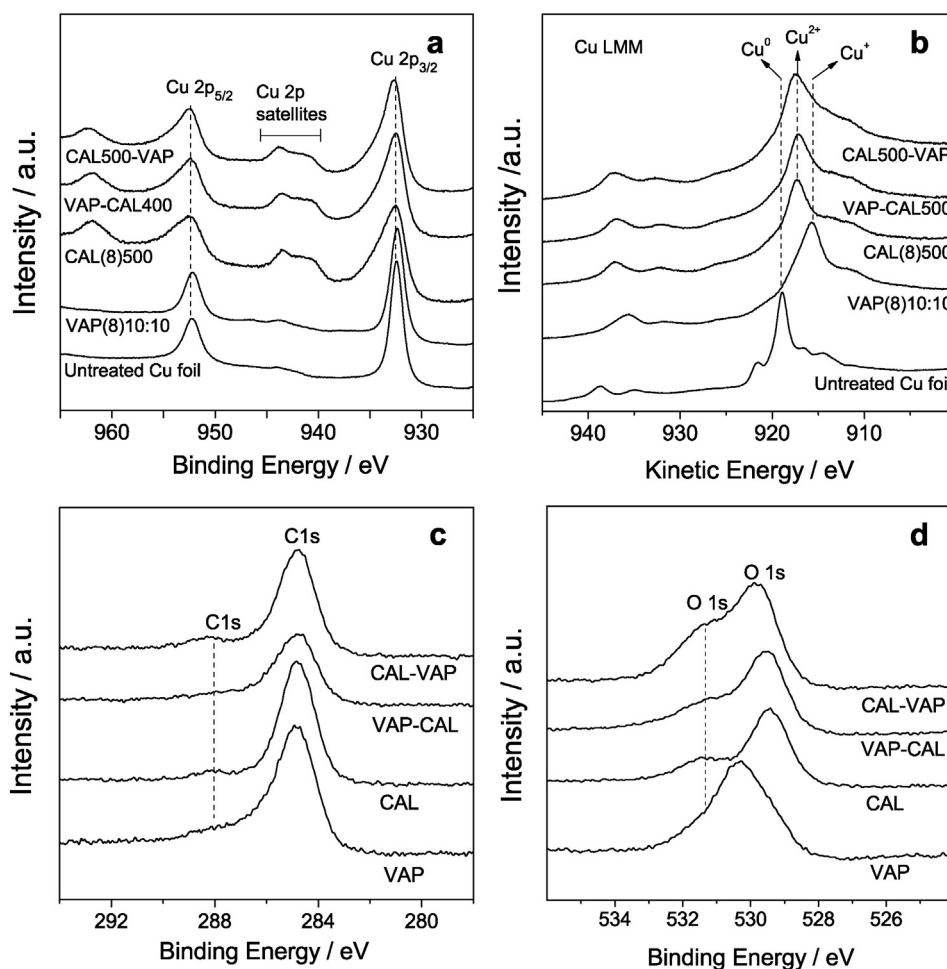 a
Cu 2p3/2
Cu 2p5/2
Cu 2p
satellites
CAL500-VAP
VAP-CAL400
CAL(8)500
VAP(8)10:10
Untreated Cu foil
Intensity / a.u.
960 950 940 930
Binding Energy / eV
b
Cu LMM
Cu0 Cu2+ Cu+
CAL500-VAP
VAP-CAL500
CAL(8)500
VAP(8)10:10
Untreated Cu foil
Intensity / a.u.
940 930 920 910
Kinetic Energy / eV
c
C1s
C1s
CAL-VAP
VAP-CAL
CAL
VAP
Intensity / a.u.
292 288 284 280
Binding Energy / eV
d
O 1s
O 1s
CAL-VAP
VAP-CAL
CAL
VAP
Intensity / a.u.
534 532 530 528 526
Binding Energy / eV